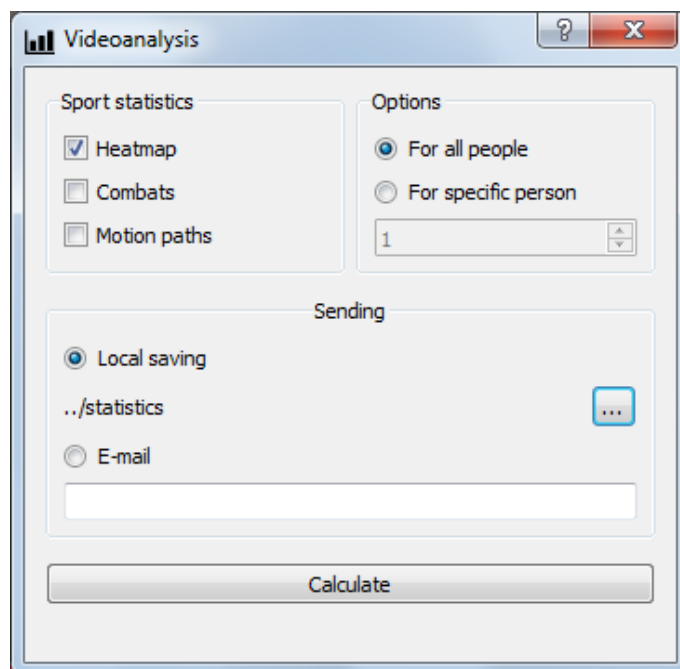 Videoanalysis
Sport statistics
Heatmap
Combats
Motion paths
Options
For all people
For specific person
1
Sending
Local saving
../statistics
...
E-mail
Calculate